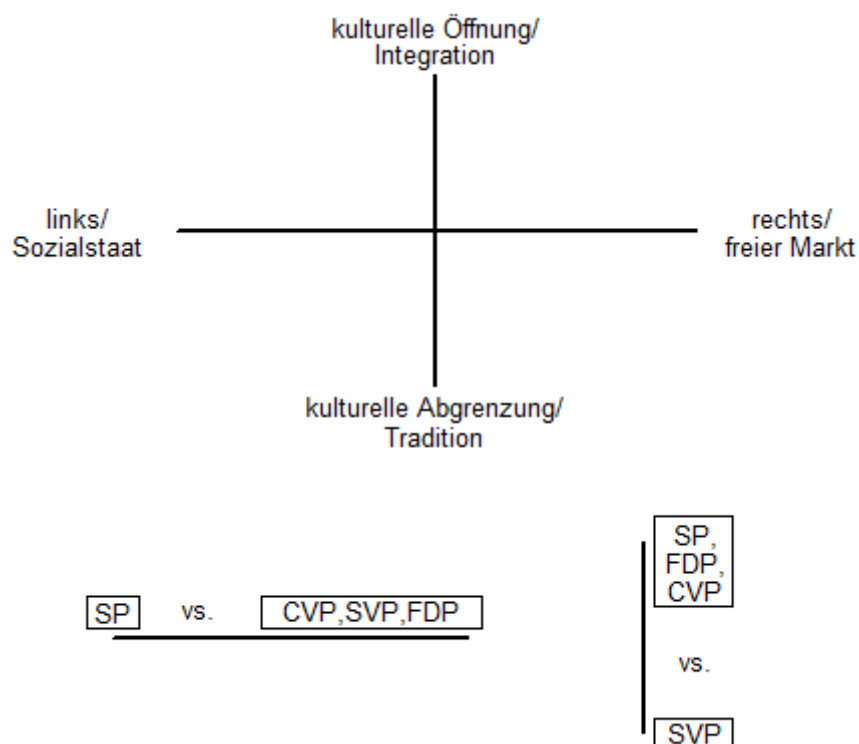 kulturelle Öffnung/
Integration
links/
Sozialstaat
rechts/
freier Markt
kulturelle Abgrenzung/
Tradition
SP vs. CVP,SVP,FDP
SP,
FDP,
CVP
vs.
SVP